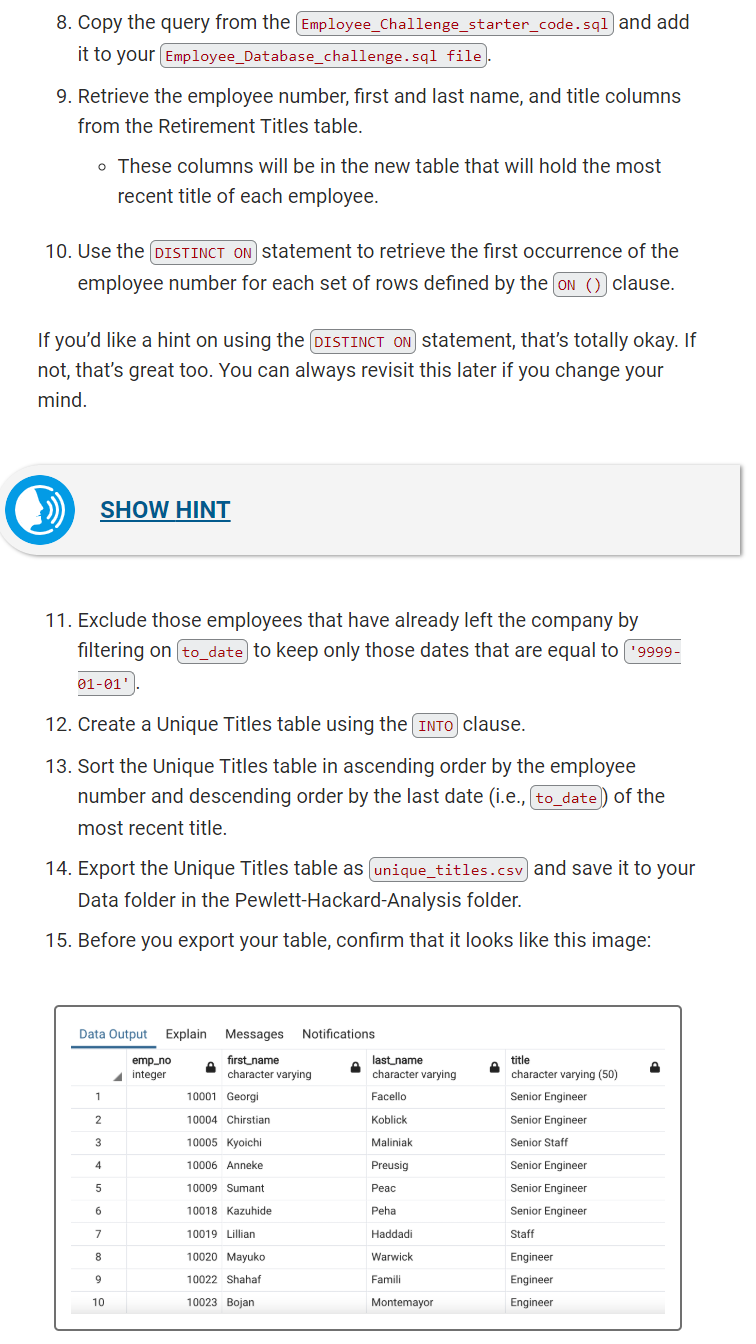 8. Copy the query from the Employee_Challenge_starter_code.sql and add
it to your Employee_Database_challenge.sql file.
9. Retrieve the employee number, first and last name, and title columns
from the Retirement Titles table.
These columns will be in the new table that will hold the most
recent title of each employee.
10. Use the DISTINCT ON statement to retrieve the first occurrence of the
employee number for each set of rows defined by the ON () clause.
If you’d like a hint on using the DISTINCT ON statement, that’s totally okay. If
not, that’s great too. You can always revisit this later if you change your
mind.
SHOW HINT
11. Exclude those employees that have already left the company by
filtering on to_date to keep only those dates that are equal to '9999-
01-01'.
12. Create a Unique Titles table using the INTO clause.
13. Sort the Unique Titles table in ascending order by the employee
number and descending order by the last date (i.e., to_date) of the
most recent title.
14. Export the Unique Titles table as unique_titles.csv and save it to your
Data folder in the Pewlett-Hackard-Analysis folder.
15. Before you export your table, confirm that it looks like this image:
Data Output Explain Messages Notifications
emp_no first_name last_name title
integer character varying character varying character varying (50)
1 10001 Georgi Facello Senior Engineer
2 10004 Chirstian Koblick Senior Engineer
3 10005 Kyoichi Maliniak Senior Staff
4 10006 Anneke Preusig Senior Engineer
5 10009 Sumant Peac Senior Engineer
6 10018 Kazuhide Peha Senior Engineer
7 10019 Lillian Haddadi Staff
8 10020 Mayuko Warwick Engineer
9 10022 Shahaf Famili Engineer
10 10023 Bojan Montemayor Engineer